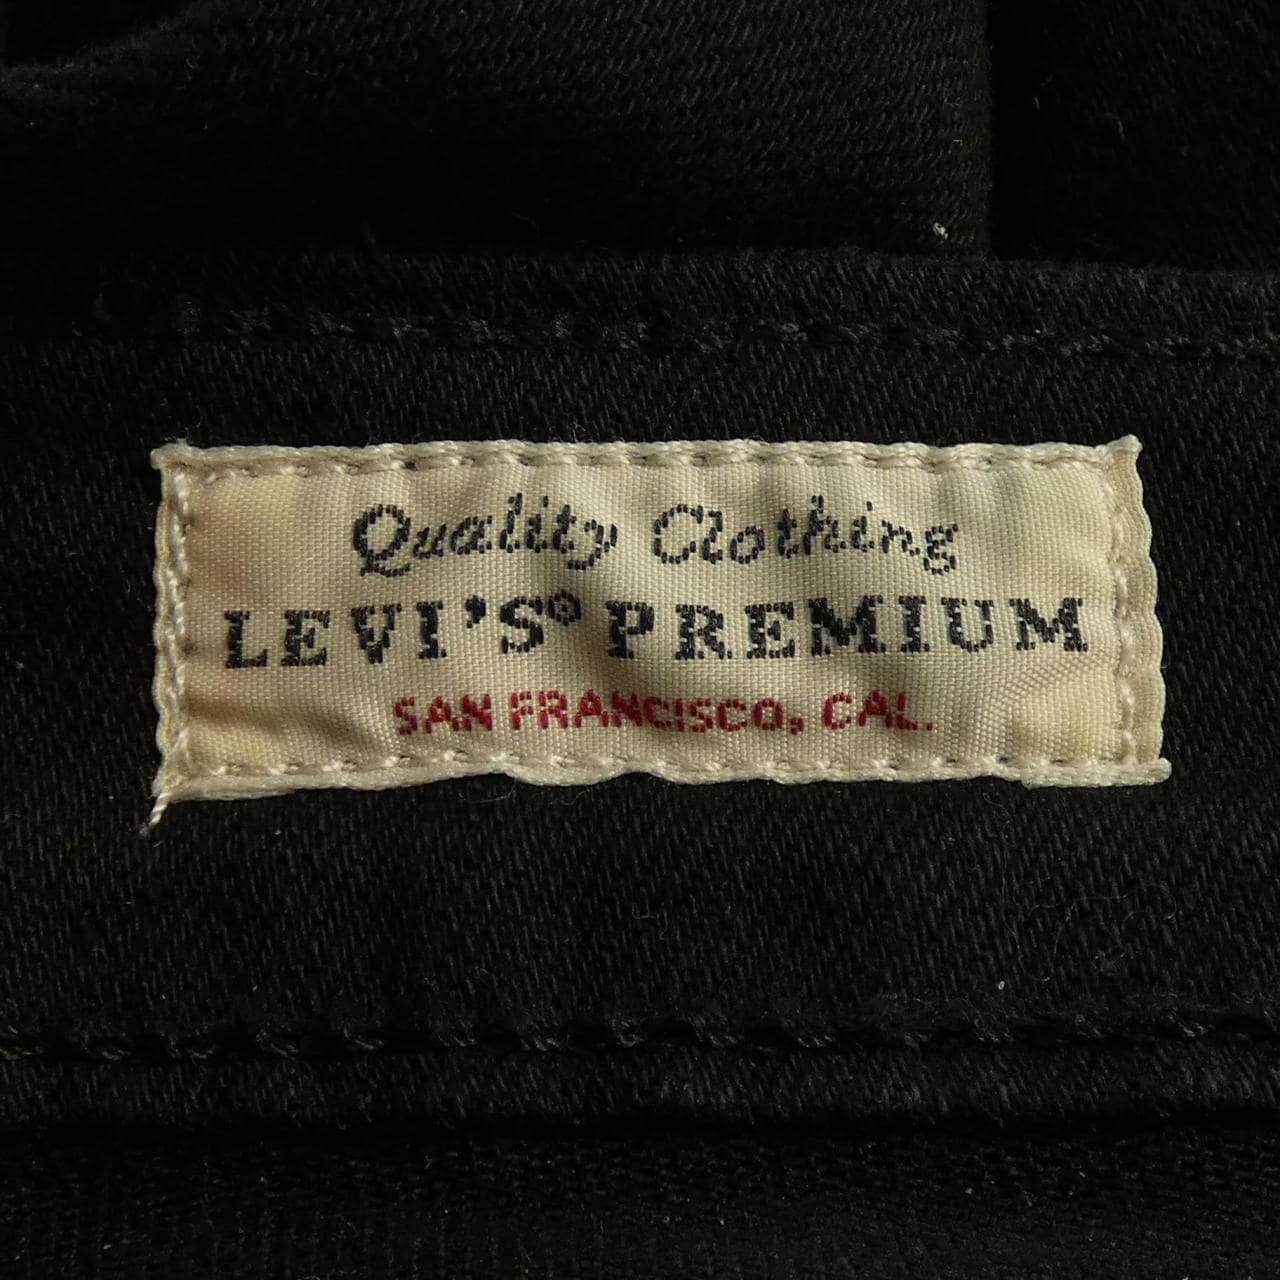 Quality Clothing
LEVI'S® PREMIUM
SAN FRANCISCO, CAL.